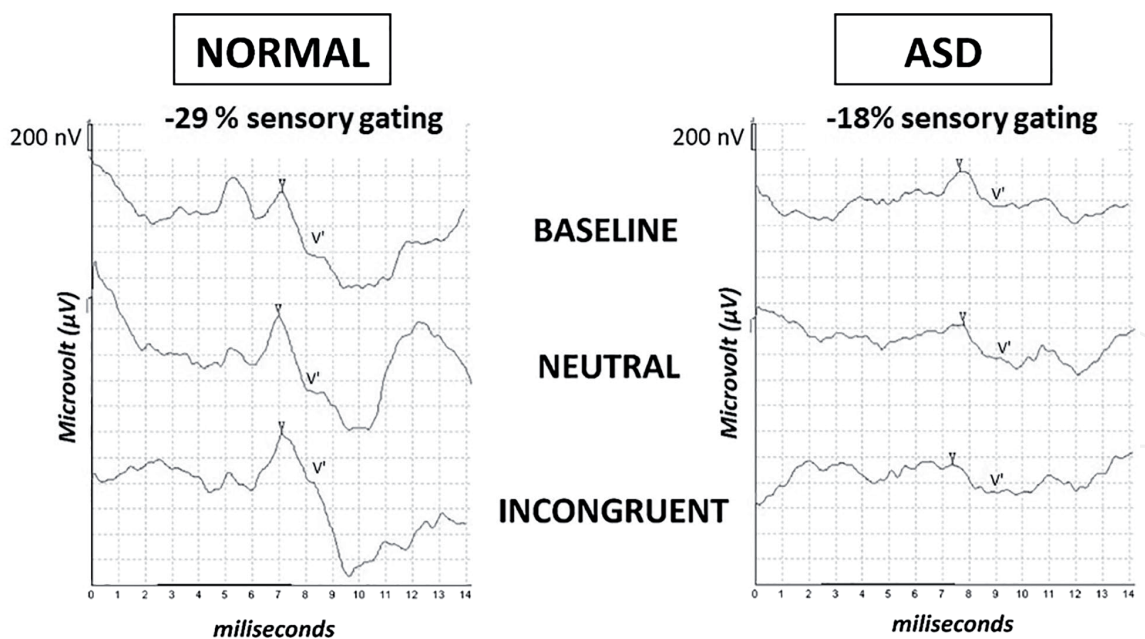 NORMAL
ASD
-29 % sensory gating
-18% sensory gating
200 nV
200 nV
V
V'
V
V'
BASELINE
V
V'
V
V'
NEUTRAL
V
V'
V
V'
INCONGRUENT
Microvolt (µV)
Microvolt (µV)
0 1 2 3 4 5 6 7 8 9 10 11 12 13 14
0 1 2 3 4 5 6 7 8 9 10 11 12 13 14
miliseconds
miliseconds